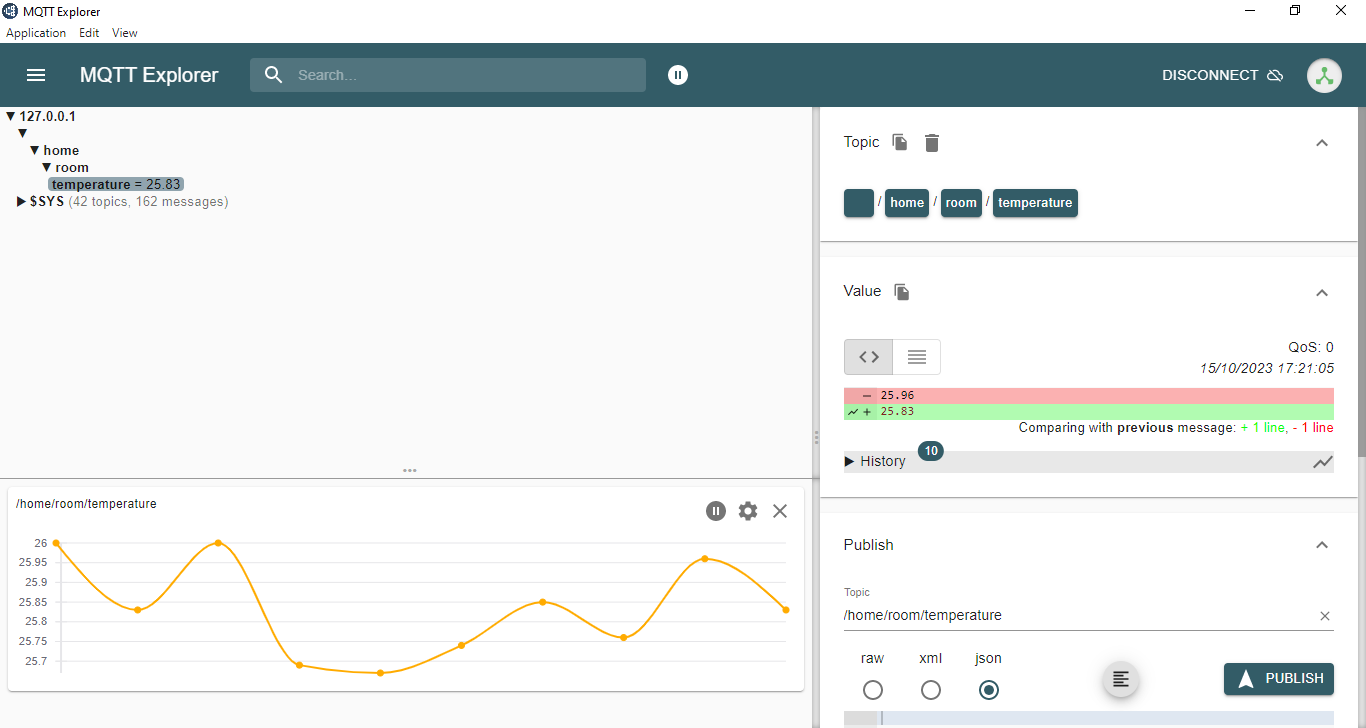 MQTT Explorer
Application Edit View
MQTT Explorer Search... DISCONNECT
127.0.0.1
home
room
temperature = 25.83
$SYS (42 topics, 162 messages)
/home/room/temperature
26
25.95
25.9
25.85
25.8
25.75
25.7
Topic
/ home / room / temperature
Value
QoS: 0
15/10/2023 17:21:05
- 25.96
+ 25.83
Comparing with previous message: + 1 line, - 1 line
History 10
Publish
Topic
/home/room/temperature
raw xml json
PUBLISH